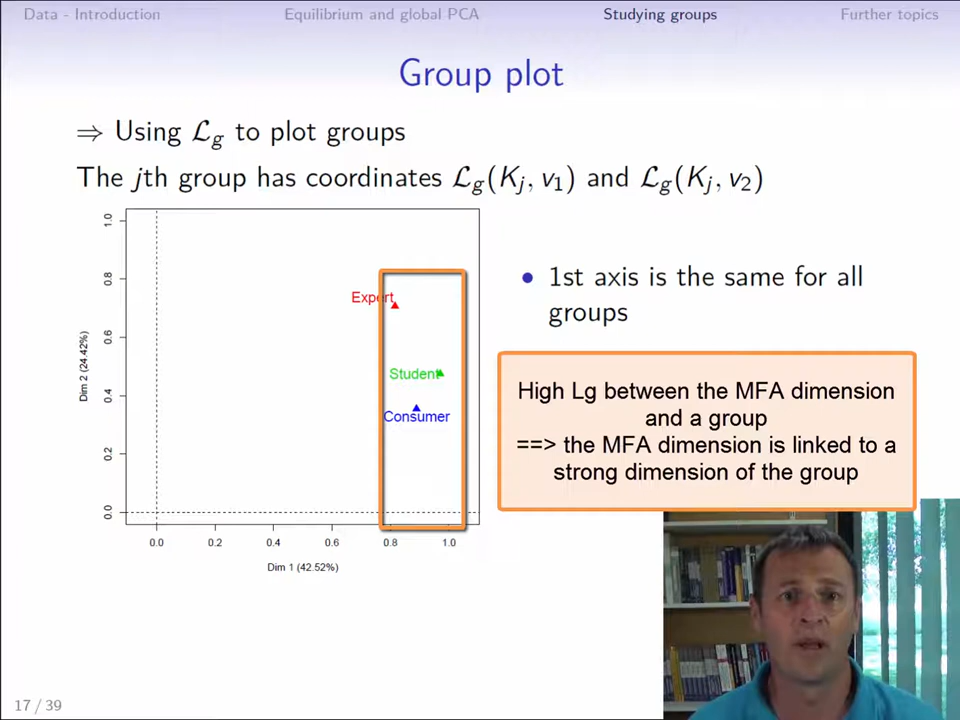 Data - Introduction Equilibrium and global PCA Studying groups Further topics
Group plot
⇒ Using ℒg to plot groups
The jth group has coordinates ℒg(Kj, v1) and ℒg(Kj, v2)
1.0
0.8
0.6
0.4
0.2
0.0
Dim 2 (24.42%)
Expert
Student
Consumer
0.0 0.2 0.4 0.6 0.8 1.0
Dim 1 (42.52%)
• 1st axis is the same for all
groups
High Lg between the MFA dimension
and a group
==> the MFA dimension is linked to a
strong dimension of the group
17 / 39